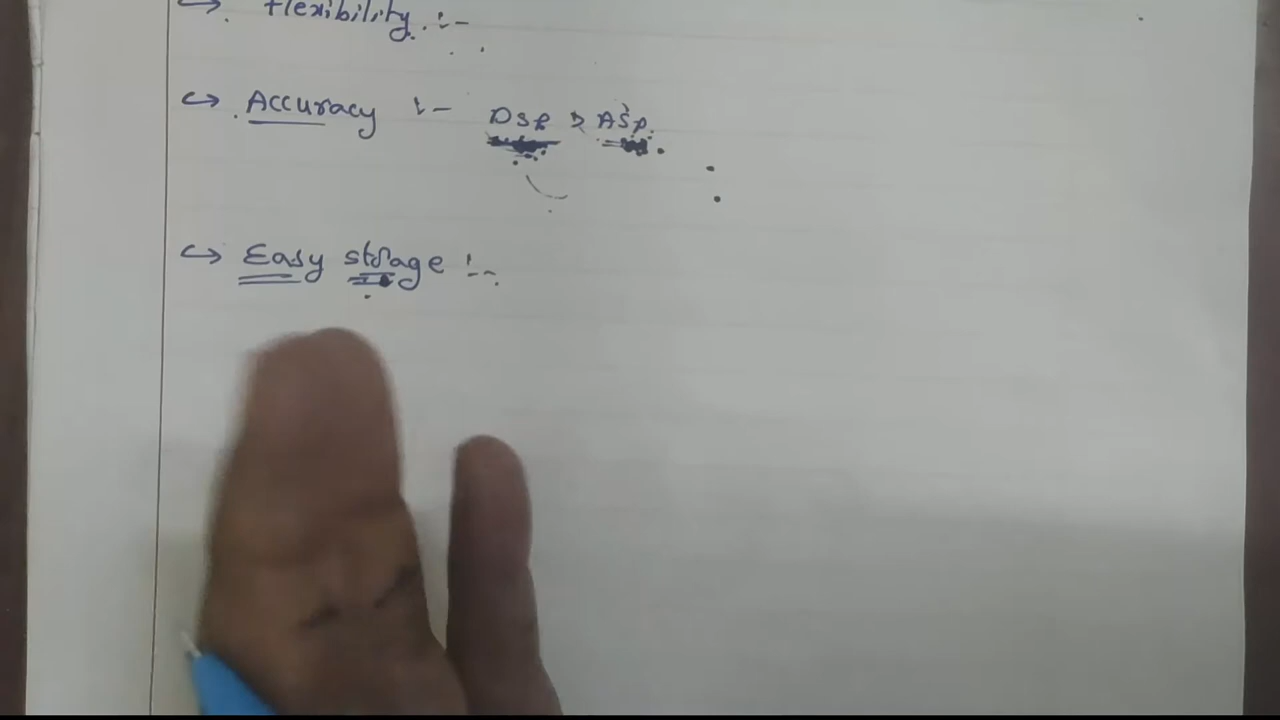 ↪ Flexibility :-
↪ Accuracy :- DSP > ASP
↪ Easy storage :-